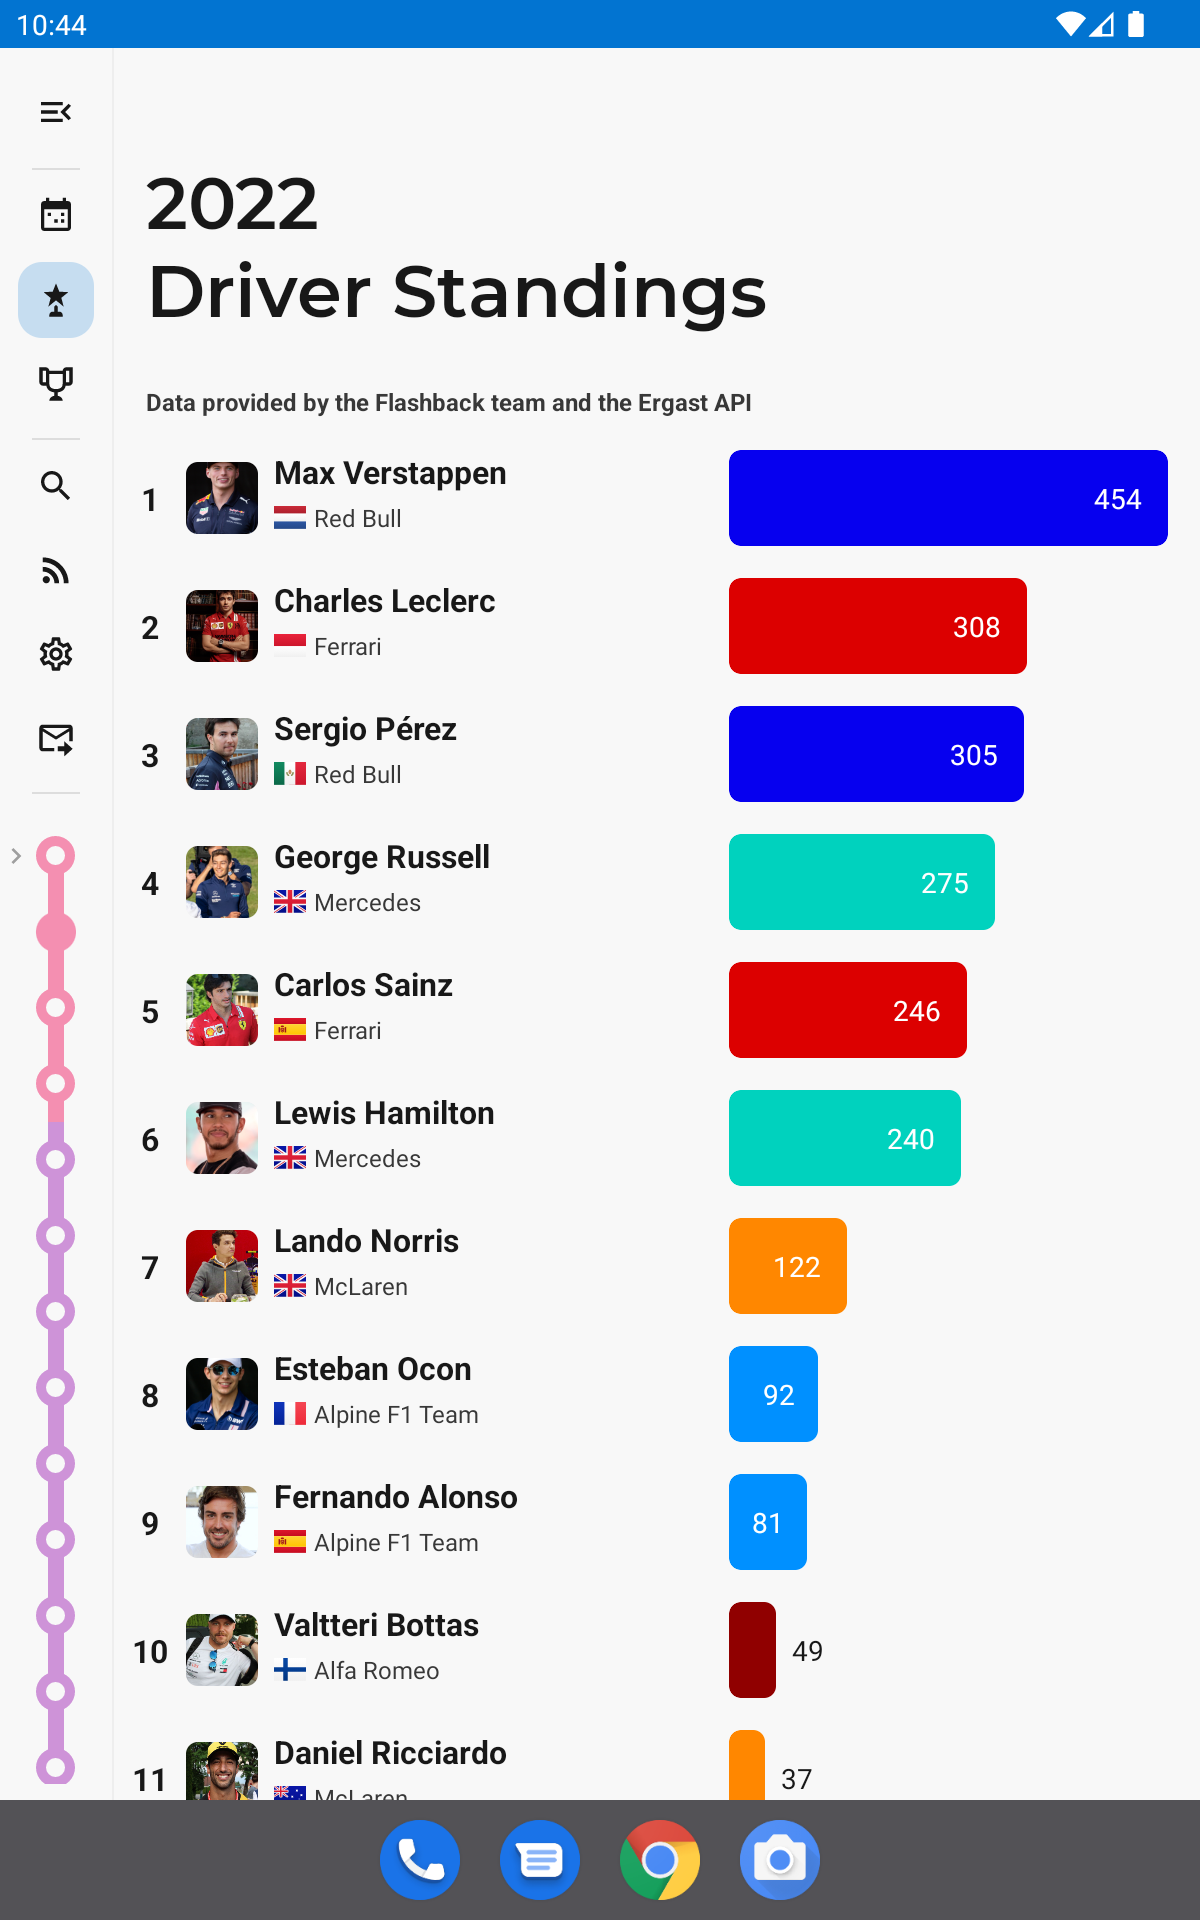 10:44
2022
Driver Standings
Data provided by the Flashback team and the Ergast API
1
Max Verstappen
Red Bull
454
2
Charles Leclerc
Ferrari
308
3
Sergio Pérez
Red Bull
305
4
George Russell
Mercedes
275
5
Carlos Sainz
Ferrari
246
6
Lewis Hamilton
Mercedes
240
7
Lando Norris
McLaren
122
8
Esteban Ocon
Alpine F1 Team
92
9
Fernando Alonso
Alpine F1 Team
81
10
Valtteri Bottas
Alfa Romeo
49
11
Daniel Ricciardo
McLaren
37